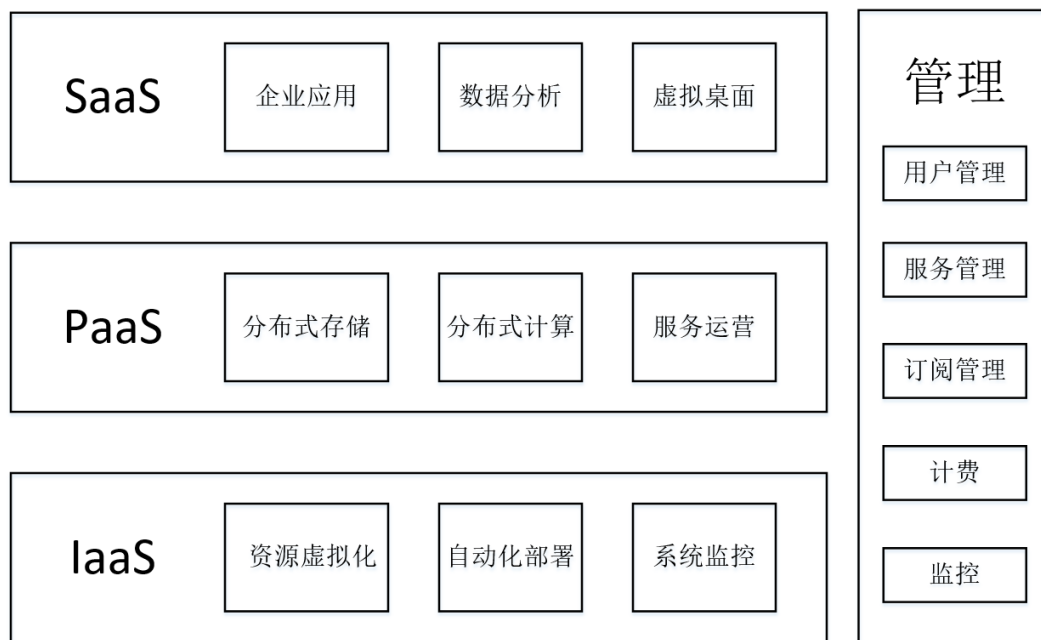 SaaS
企业应用
数据分析
虚拟桌面
PaaS
分布式存储
分布式计算
服务运营
IaaS
资源虚拟化
自动化部署
系统监控
管理
用户管理
服务管理
订阅管理
计费
监控